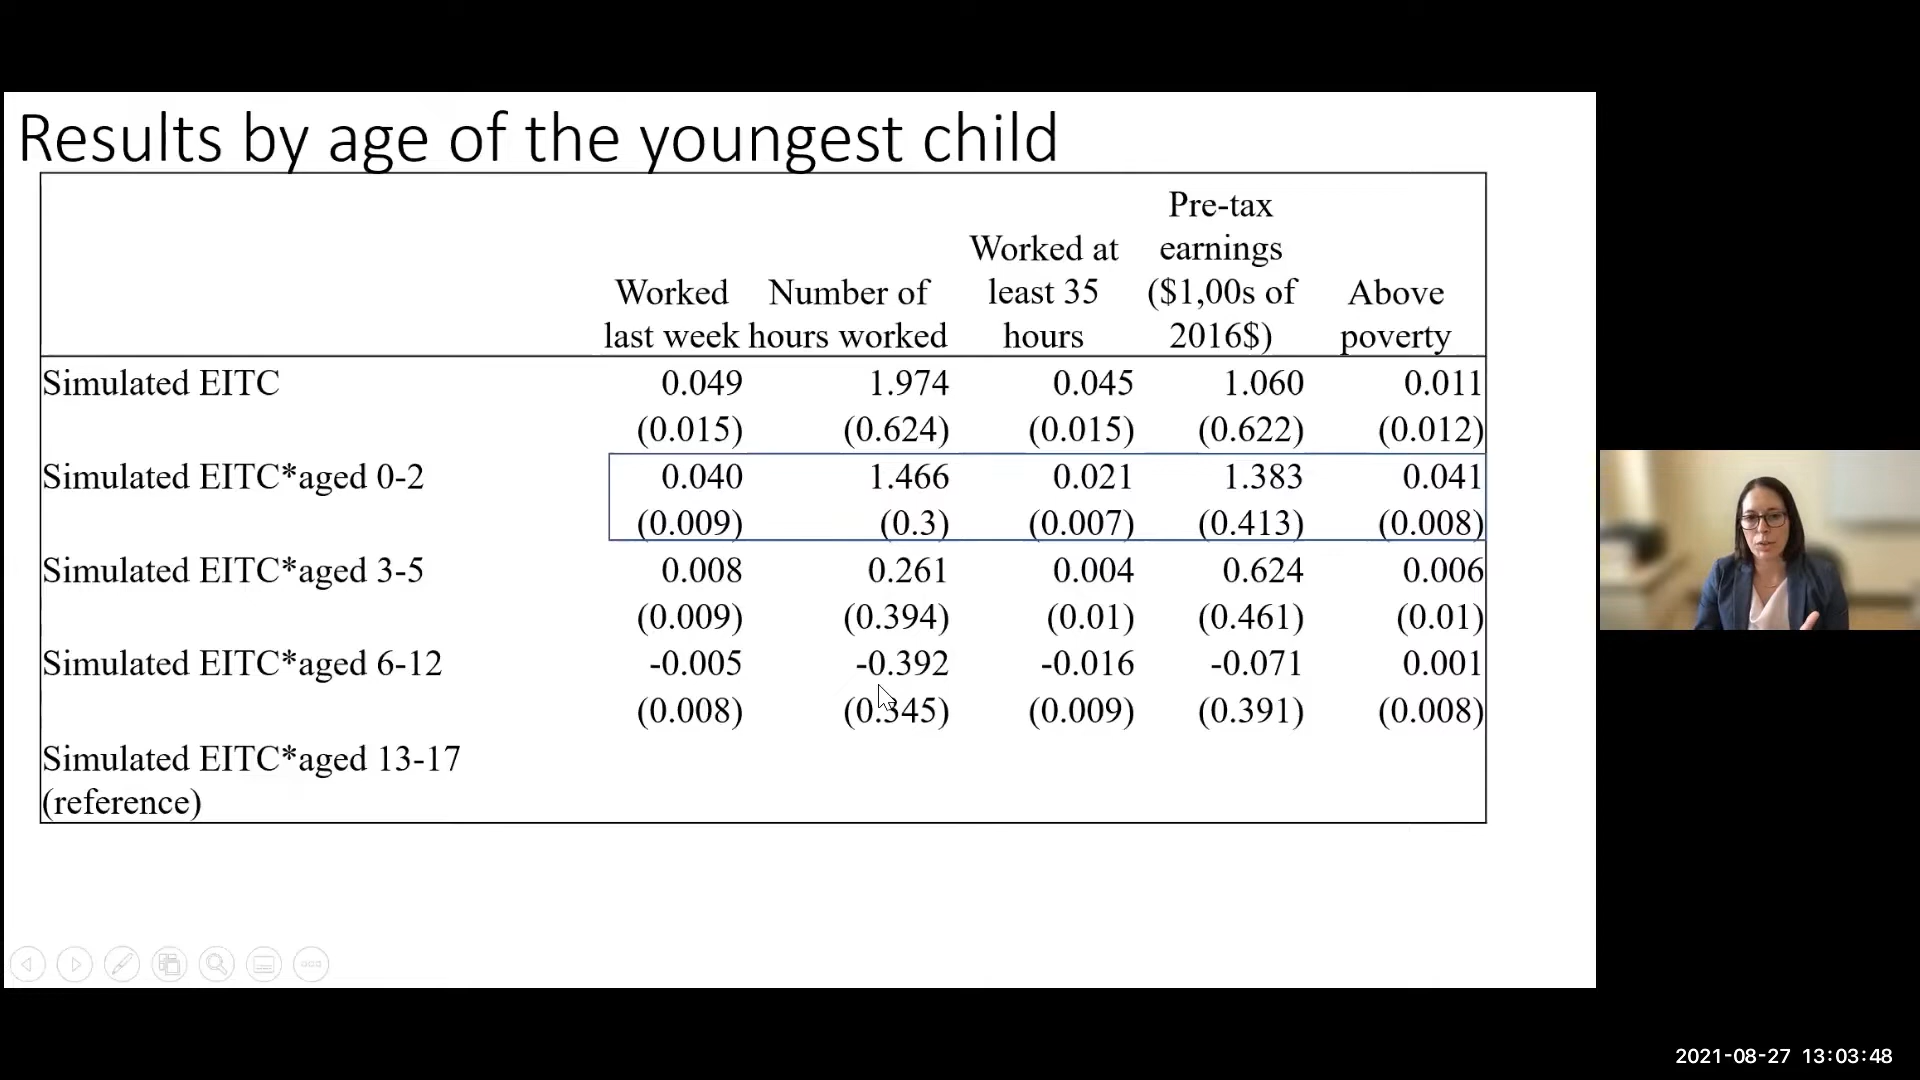 Results by age of the youngest child
Pre-tax
Worked at earnings
Worked Number of least 35 ($1,00s of Above
last week hours worked hours 2016$) poverty
Simulated EITC 0.049 1.974 0.045 1.060 0.011
(0.015) (0.624) (0.015) (0.622) (0.012)
Simulated EITC*aged 0-2 0.040 1.466 0.021 1.383 0.041
(0.009) (0.3) (0.007) (0.413) (0.008)
Simulated EITC*aged 3-5 0.008 0.261 0.004 0.624 0.006
(0.009) (0.394) (0.01) (0.461) (0.01)
Simulated EITC*aged 6-12 -0.005 -0.392 -0.016 -0.071 0.001
(0.008) (0.345) (0.009) (0.391) (0.008)
Simulated EITC*aged 13-17
(reference)
2021-08-27 13:03:48